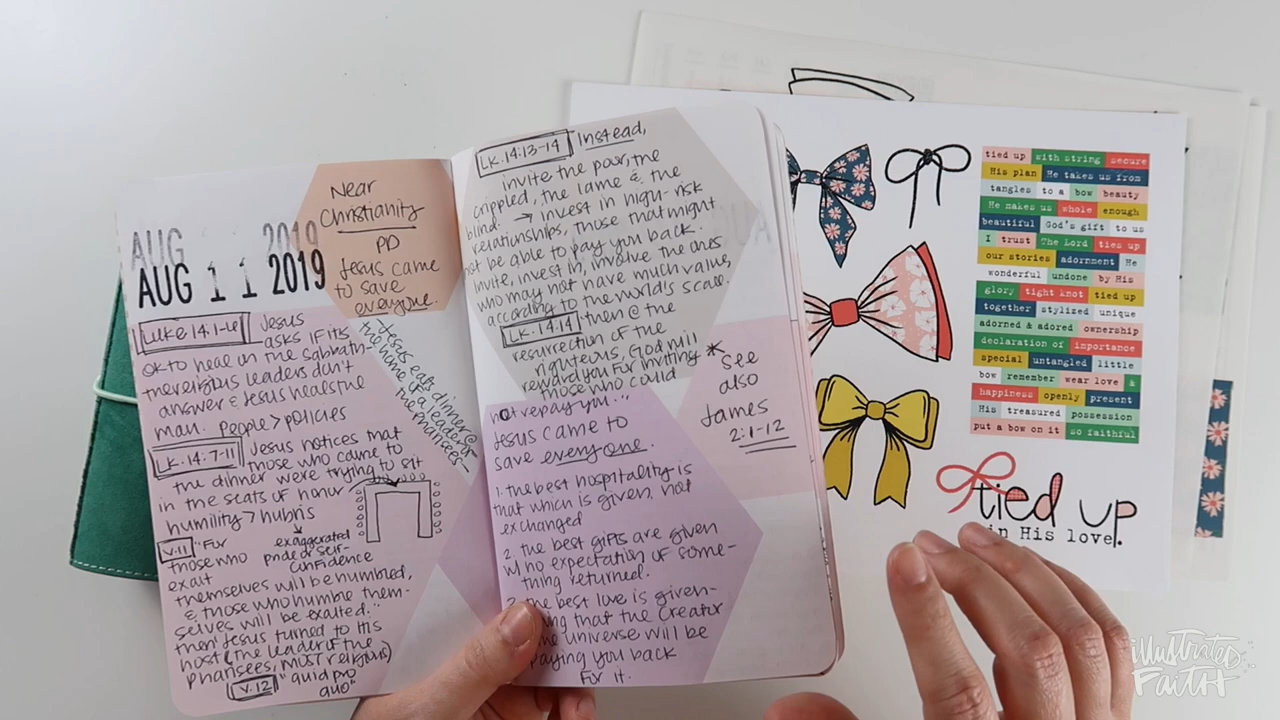 AUG 2019
AUG 11 2019
Near
Christianity
PD
Jesus came
to save
everyone.
Luke 14:1-6 Jesus
asks if its
ok to heal on the Sabbath-
the religious leaders don't
answer & Jesus heals the
man. People > policies
Lk. 14:7-11 Jesus notices that
those who came to
the dinner were trying to sit
in the seats of honor
humility > hubris
exaggerated
pride or self-
confidence
v.11 "For
those who
exalt
themselves will be humbled,
& those who humble them-
selves will be exalted."
then Jesus turned to his
host (the leader of the
pharisees, most religious)
v.12 "quid pro
quo"
* Jesus eats dinner @
the home of a leader of
the Pharisees-
Lk. 14:13-14 Instead,
invite the poor, the
crippled, the lame & the
blind. → invest in high-risk
relationships, those that might
not be able to pay you back.
Invite, invest in, involve the ones
who may not have much value,
according to the world's scale.
Lk. 14:14 then @ the
resurrection of the
righteous, God will
reward you for inviting
those who could
not repay you."
Jesus came to
save everyone.
1. the best hospitality is
that which is given, not
exchanged
2. the best gifts are given
w/ no expectation of some-
thing returned.
the best love is given-
that the Creator
universe will be
paying you back
for it.
* See
also
James
2:1-12
tied up with string secure
His plan He takes us from
tangles to a bow beauty
He makes us whole enough
beautiful God's gift to us
I trust The Lord ties up
our stories adornment He
wonderful undone by His
glory tight knot tied up
together stylized unique
adorned & adored ownership
declaration of importance
special untangled little
bow remember wear love &
happiness openly present
His treasured possession
put a bow on it so faithful
tied up
in His love.
illustrated
Faith